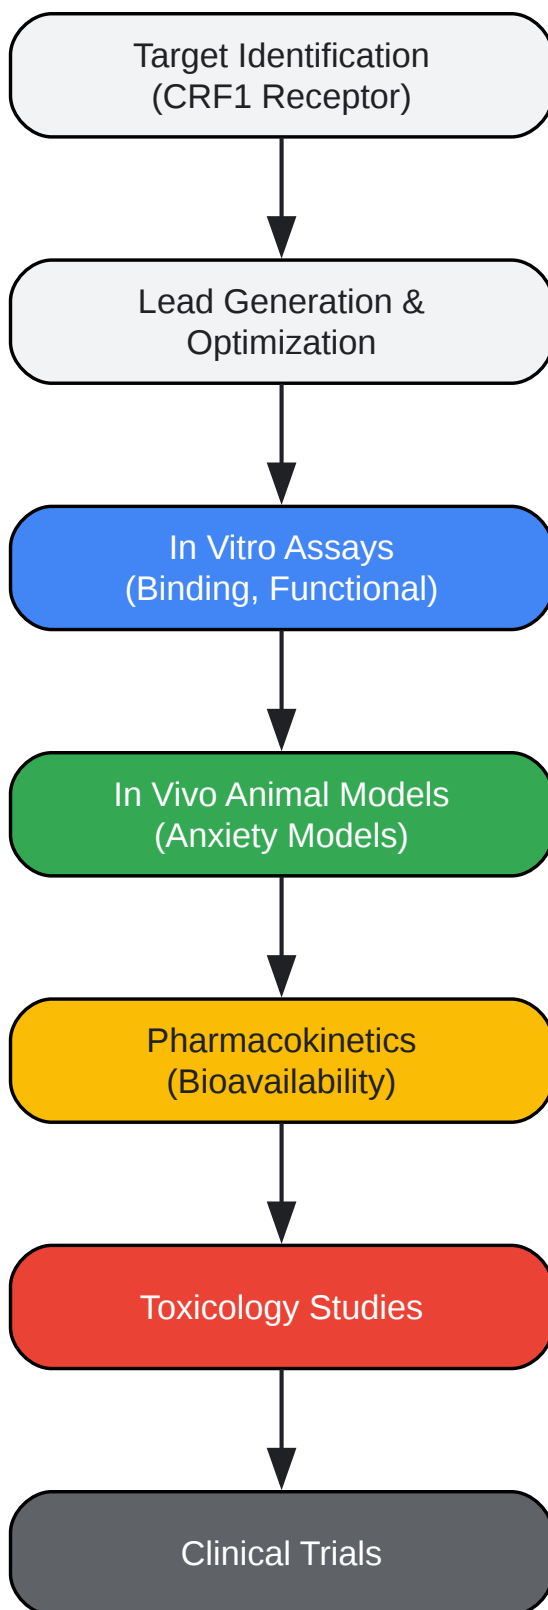 Target Identification
(CRF1 Receptor)
Lead Generation &
Optimization
In Vitro Assays
(Binding, Functional)
In Vivo Animal Models
(Anxiety Models)
Pharmacokinetics
(Bioavailability)
Toxicology Studies
Clinical Trials